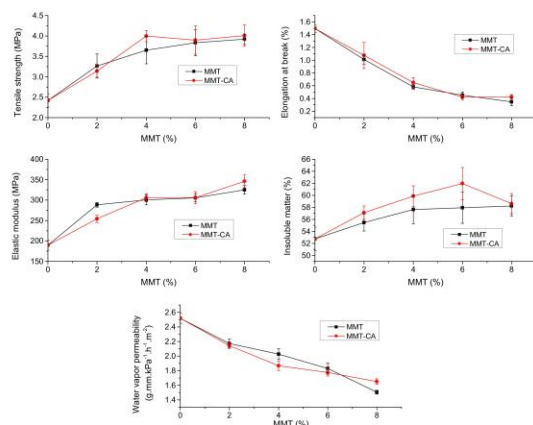 Tensile strength (MPa)
4.5
4.0
3.5
3.0
2.5
2.0
MMT
MMT-CA
0 2 4 6 8
MMT (%)
Elongation at break (%)
1.6
1.4
1.2
1.0
0.8
0.6
0.4
0.2
MMT
MMT-CA
0 2 4 6 8
MMT (%)
Elastic modulus (MPa)
400
350
300
250
200
150
MMT
MMT-CA
0 2 4 6 8
MMT (%)
Insoluble matter (%)
66
64
62
60
58
56
54
52
50
MMT
MMT-CA
0 2 4 6 8
MMT (%)
Water vapor permeability
(g.mm.kPa⁻¹.h⁻¹.m⁻²)
2.6
2.4
2.2
2.0
1.8
1.6
1.4
MMT
MMT-CA
0 2 4 6 8
MMT (%)